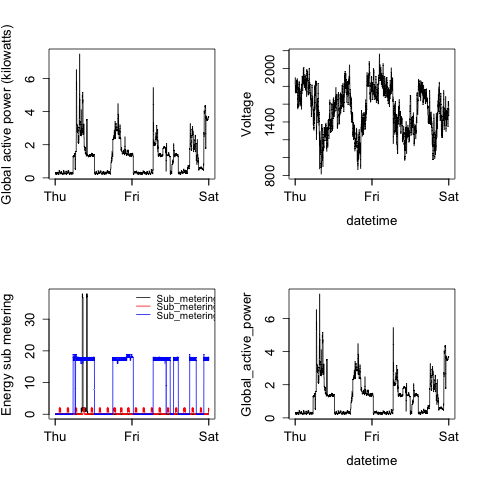 Global active power (kilowatts)
0 2 4 6
Thu Fri Sat
Voltage
800 1400 2000
Thu Fri Sat
datetime
Energy sub metering
0 10 20 30
Sub_metering
Sub_metering
Sub_metering
Thu Fri Sat
Global_active_power
0 2 4 6
Thu Fri Sat
datetime